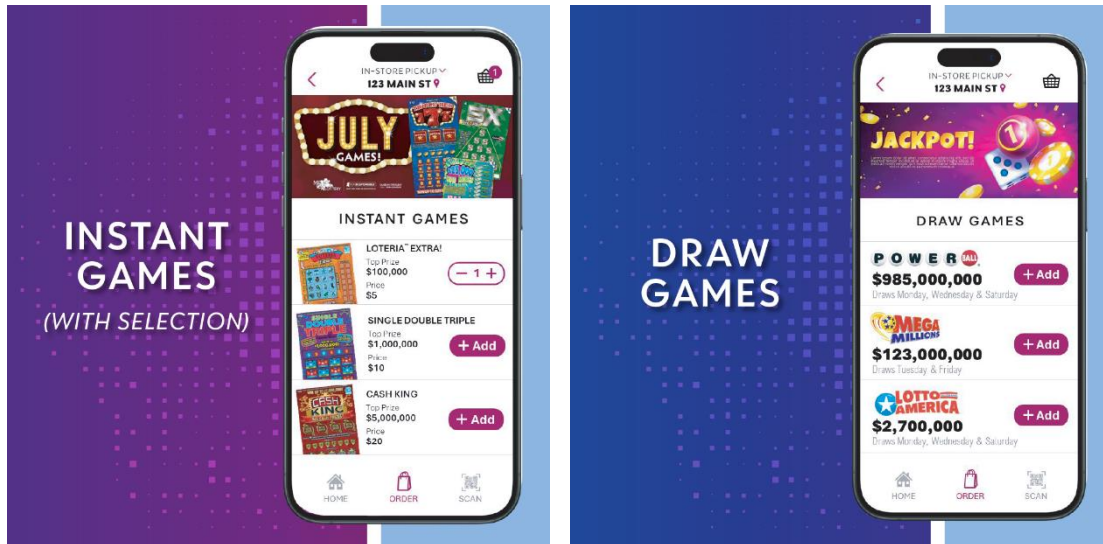 INSTANT
GAMES
(WITH SELECTION)
IN-STORE PICKUP
123 MAIN ST
1
JULY
GAMES!
INSTANT GAMES
LOTERIA™ EXTRA!
Top Prize
$100,000
Price
$5
− 1 +
SINGLE DOUBLE TRIPLE
Top Prize
$1,000,000
Price
$10
+ Add
CASH KING
Top Prize
$5,000,000
Price
$20
+ Add
HOME
ORDER
SCAN
DRAW
GAMES
IN-STORE PICKUP
123 MAIN ST
JACKPOT!
DRAW GAMES
POWERBALL
$985,000,000
Draws Monday, Wednesday & Saturday
+ Add
MEGA
MILLIONS
$123,000,000
Draws Tuesday & Friday
+ Add
LOTTO
AMERICA
$2,700,000
Draws Monday, Wednesday & Saturday
+ Add
HOME
ORDER
SCAN